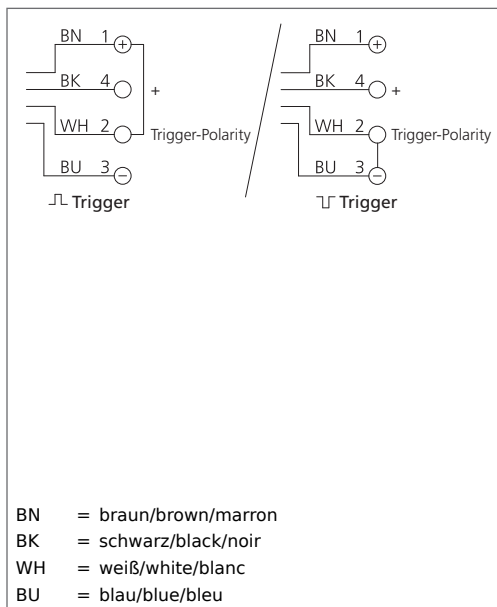 BN 1 +
BK 4 +
WH 2 Trigger-Polarity
BU 3 −
Trigger
BN 1 +
BK 4 +
WH 2 Trigger-Polarity
BU 3 −
Trigger
BN = braun/brown/marron
BK = schwarz/black/noir
WH = weiß/white/blanc
BU = blau/blue/bleu